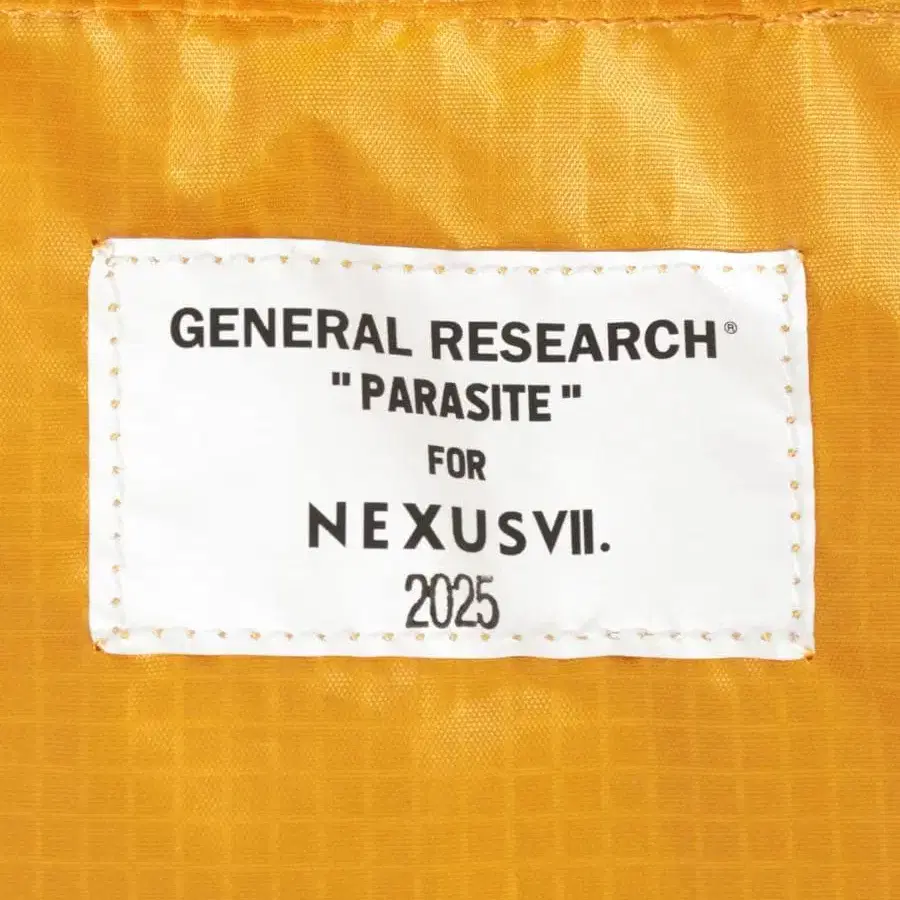 GENERAL RESEARCH®
"PARASITE"
FOR
NEXUSVII.
2025